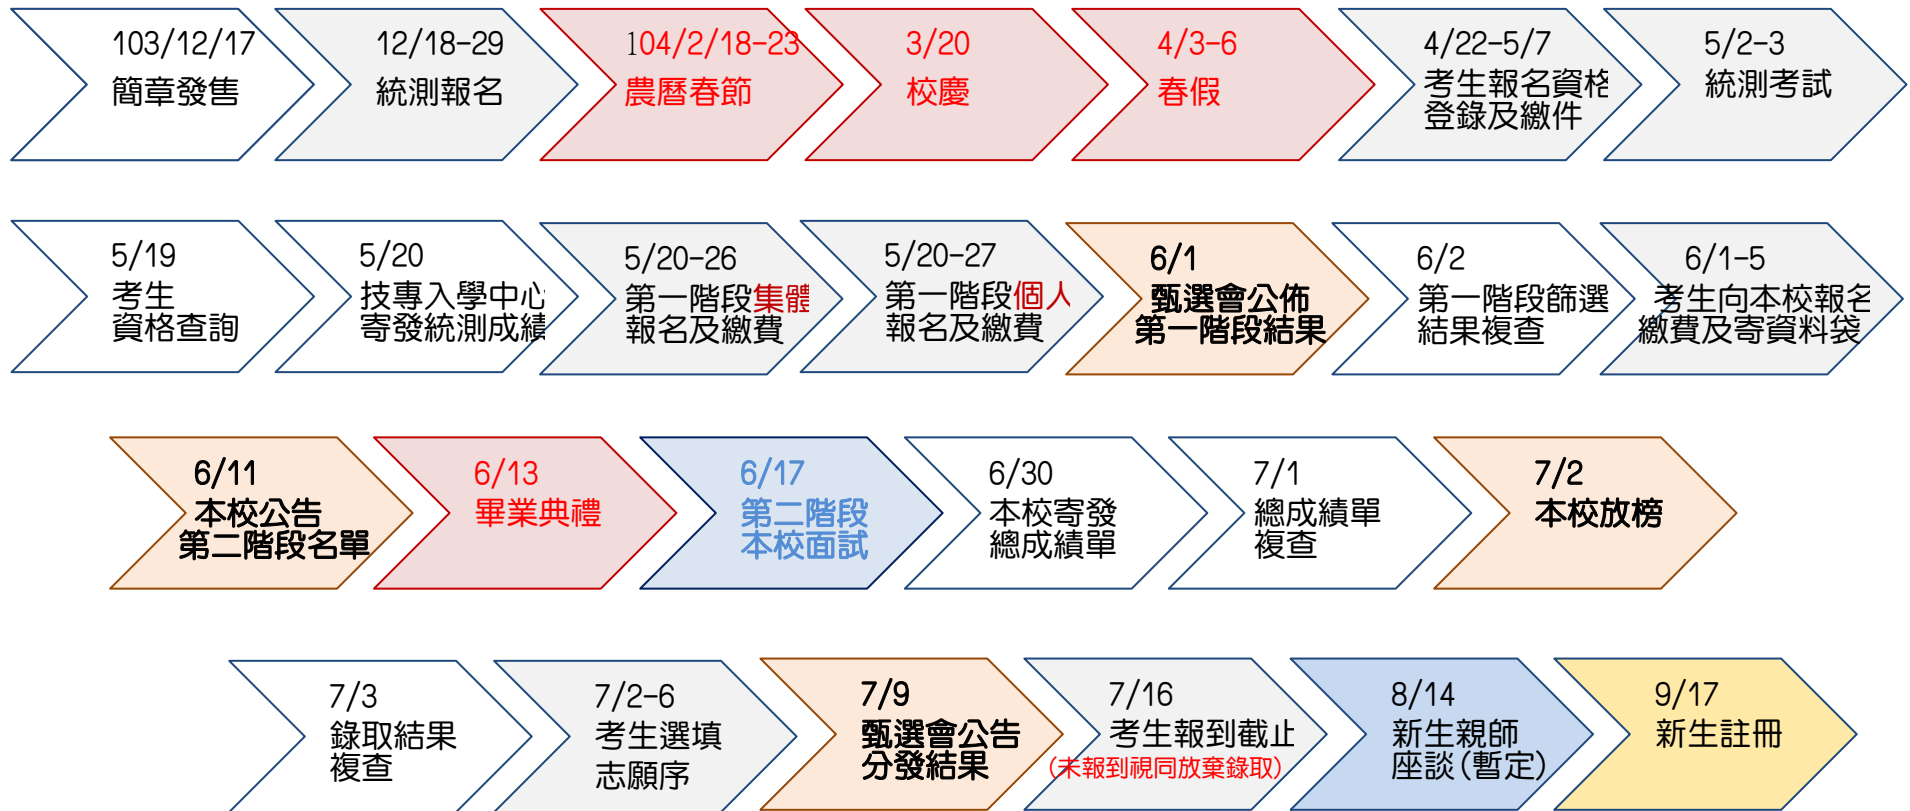 103/12/17
簡章發售
12/18-29
統測報名
104/2/18-23
農曆春節
3/20
校慶
4/3-6
春假
4/22-5/7
考生報名資格
登錄及繳件
5/2-3
統測考試
5/19
考生
資格查詢
5/20
技專入學中心
寄發統測成績
5/20-26
第一階段集體
報名及繳費
5/20-27
第一階段個人
報名及繳費
6/1
甄選會公佈
第一階段結果
6/2
第一階段篩選
結果複查
6/1-5
考生向本校報名
繳費及寄資料袋
6/11
本校公告
第二階段名單
6/13
畢業典禮
6/17
第二階段
本校面試
6/30
本校寄發
總成績單
7/1
總成績單
複查
7/2
本校放榜
7/3
錄取結果
複查
7/2-6
考生選填
志願序
7/9
甄選會公告
分發結果
7/16
考生報到截止
(未報到視同放棄錄取)
8/14
新生親師
座談(暫定)
9/17
新生註冊